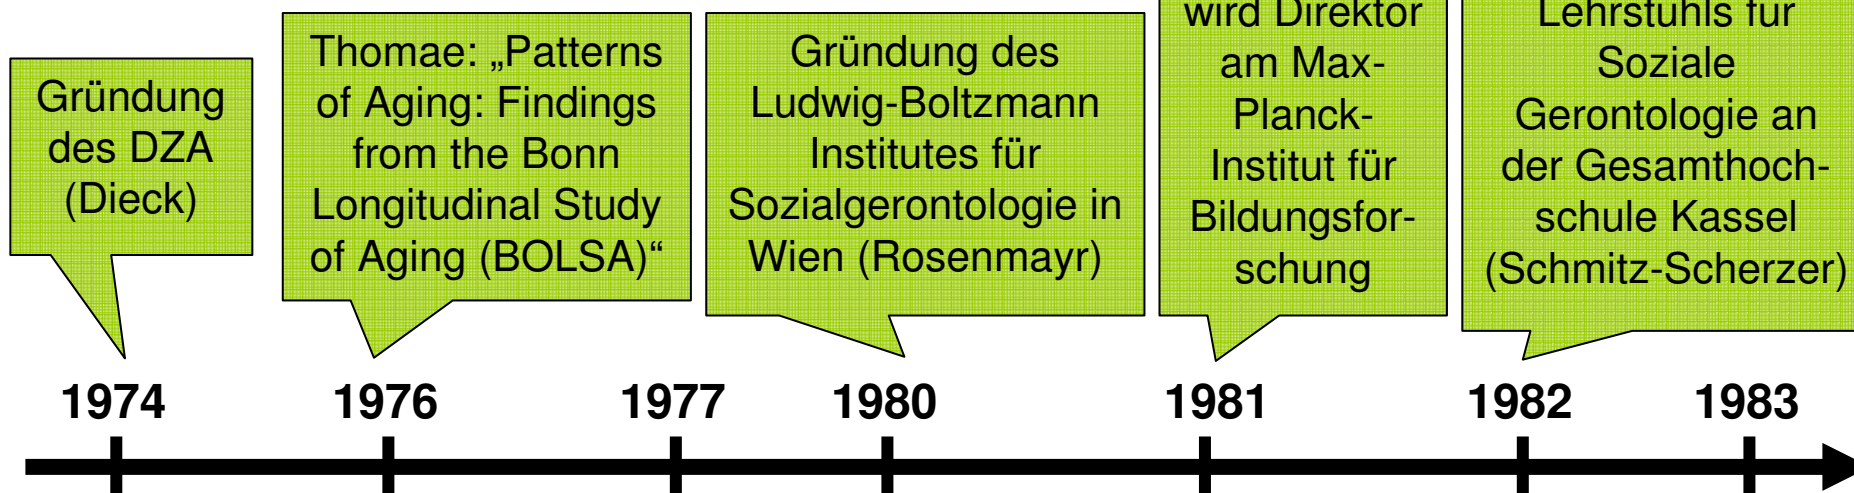 Gründung
des DZA
(Dieck)
Thomae: „Patterns
of Aging: Findings
from the Bonn
Longitudinal Study
of Aging (BOLSA)“
Gründung des
Ludwig-Boltzmann
Institutes für
Sozialgerontologie in
Wien (Rosenmayr)
wird Direktor
am Max-
Planck-
Institut für
Bildungsfor-
schung
Lehrstuhls für
Soziale
Gerontologie an
der Gesamthoch-
schule Kassel
(Schmitz-Scherzer)
1974
1976
1977
1980
1981
1982
1983